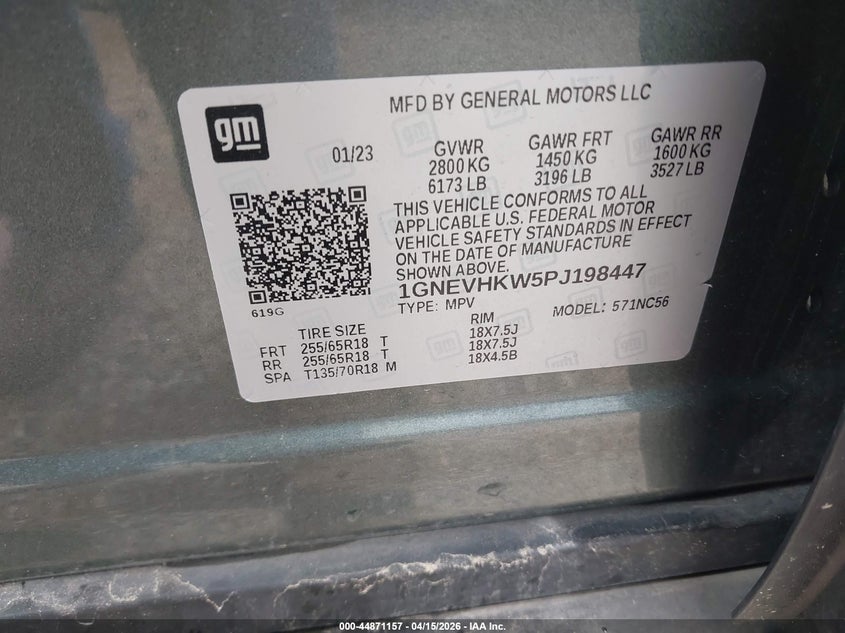 MFD BY GENERAL MOTORS LLC
gm
01/23
GVWR GAWR FRT GAWR RR
2800 KG 1450 KG 1600 KG
6173 LB 3196 LB 3527 LB
THIS VEHICLE CONFORMS TO ALL
APPLICABLE U.S. FEDERAL MOTOR
VEHICLE SAFETY STANDARDS IN EFFECT
ON THE DATE OF MANUFACTURE
SHOWN ABOVE.
1GNEVHKW5PJ198447
TYPE: MPV MODEL: 571NC56
619G
TIRE SIZE RIM
FRT 255/65R18 T 18X7.5J
RR 255/65R18 T 18X7.5J
SPA T135/70R18 M 18X4.5B
000-44871157 - 04/15/2026 - IAA Inc.